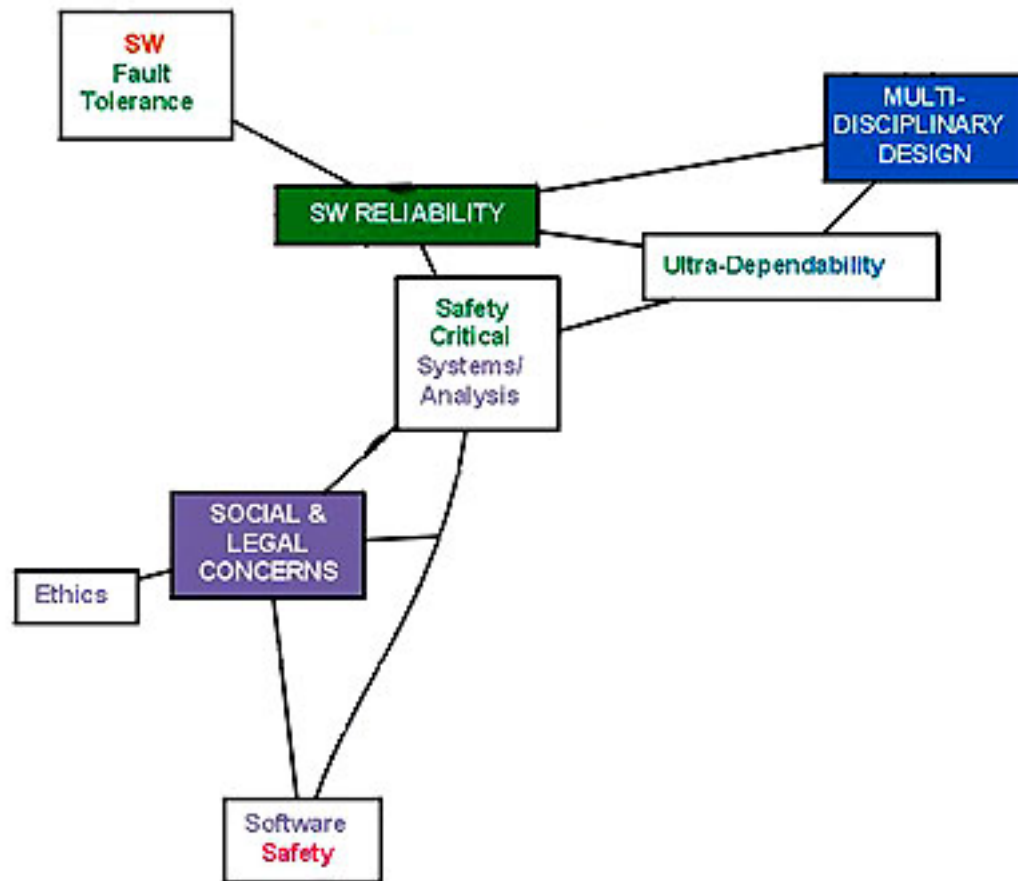 SW
Fault
Tolerance
MULTI-
DISCIPLINARY
DESIGN
SW RELIABILITY
Ultra-Dependability
Safety
Critical
Systems/
Analysis
SOCIAL &
LEGAL
CONCERNS
Ethics
Software
Safety